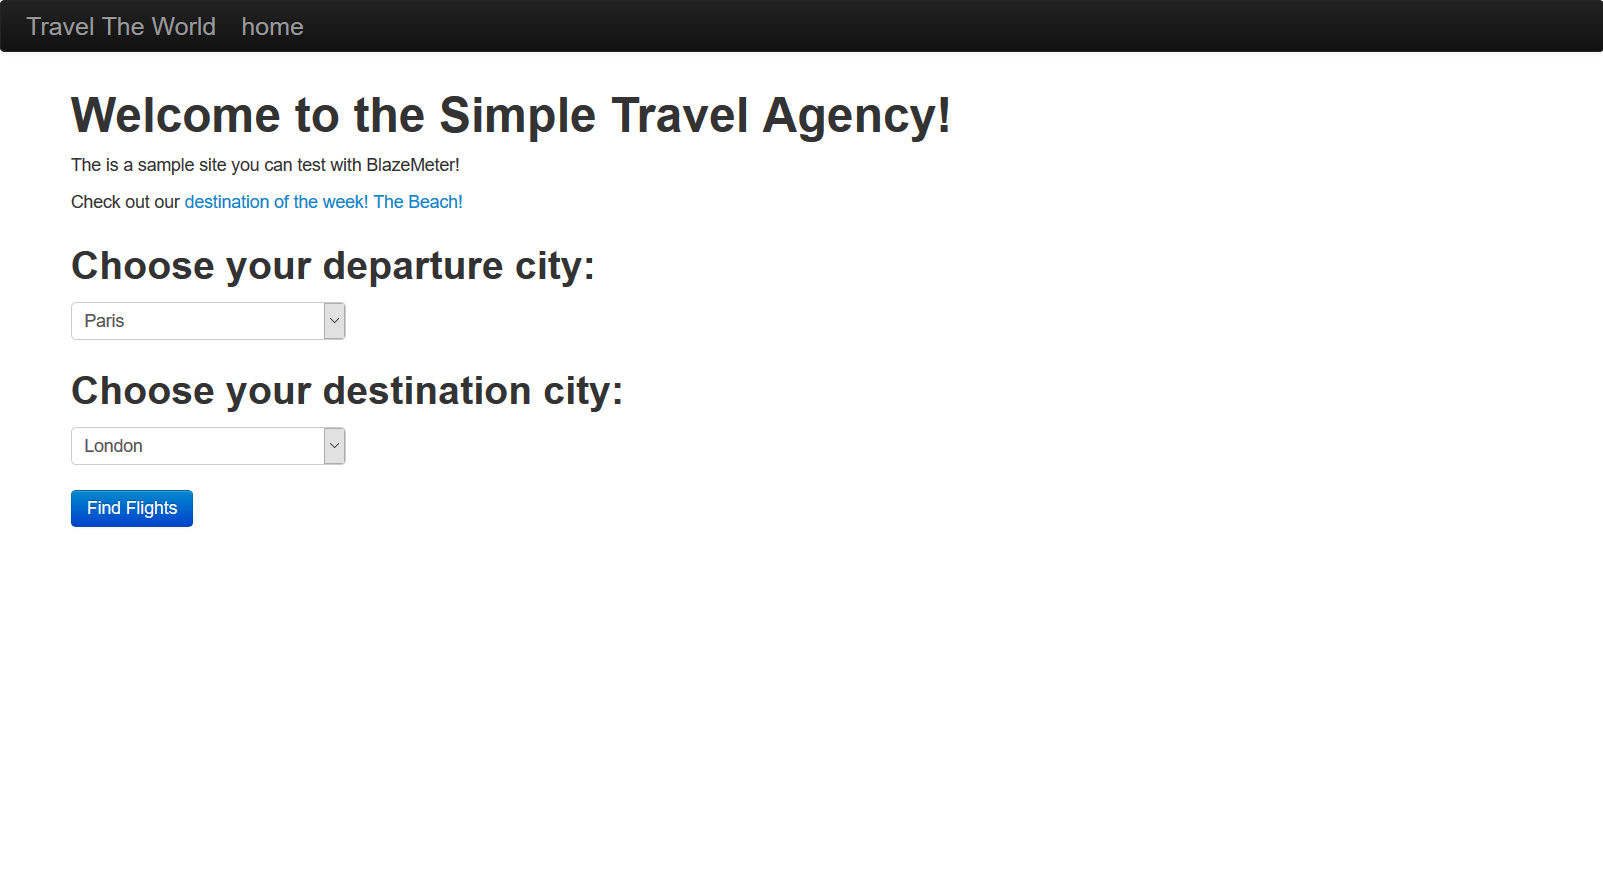 Travel The World home
Welcome to the Simple Travel Agency!
The is a sample site you can test with BlazeMeter!
Check out our destination of the week! The Beach!
Choose your departure city:
Paris
Choose your destination city:
London
Find Flights